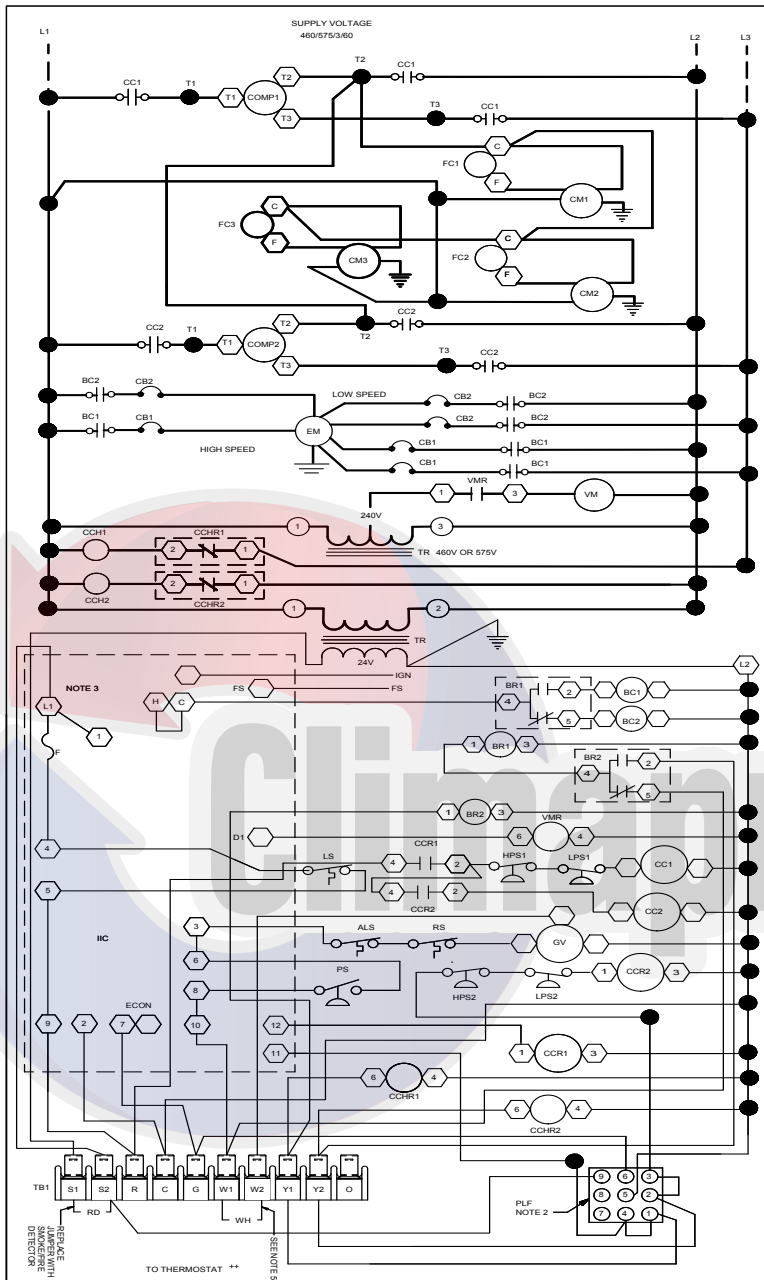 SUPPLY VOLTAGE
460/575/3/60
L1
L2
L3
CC1
T1
T1
COMP1
T2
T3
T2
CC1
T3
CC1
C
FC1
F
CM1
C
FC3
F
CM3
C
FC2
F
CM2
CC2
T1
T1
COMP2
T2
T3
T2
CC2
T3
CC2
BC2
CB2
LOW SPEED
CB2
BC2
CB2
BC2
BC1
CB1
EM
HIGH SPEED
CB1
BC1
CB1
BC1
VMR
1
3
VM
240V
1
3
TR 460V OR 575V
CCH1
CCHR1
2
1
CCH2
2
1
CCHR2
1
2
TR
24V
L2
NOTE 3
IGN
FS
FS
H
C
L1
1
F
BR1
4
2
BC1
5
BC2
1
BR1
3
BR2
4
2
5
1
BR2
3
D1
VMR
6
4
4
LS
CCR1
4
2
HPS1
LPS1
CC1
5
4
2
CCR2
CC2
IIC
3
ALS
RS
GV
6
PS
8
HPS2
LPS2
1
CCR2
3
ECON
9
2
7
10
12
11
1
CCR1
3
6
4
CCHR1
6
4
CCHR2
TB1
S1
S2
R
C
G
W1
W2
Y1
Y2
O
RD
WH
REPLACE
JUMPER WITH
SMOKE/FIRE
DETECTOR
SEE NOTE 5
TO THERMOSTAT ++
PLF
NOTE 2
9
6
3
8
5
2
7
4
1
Climap